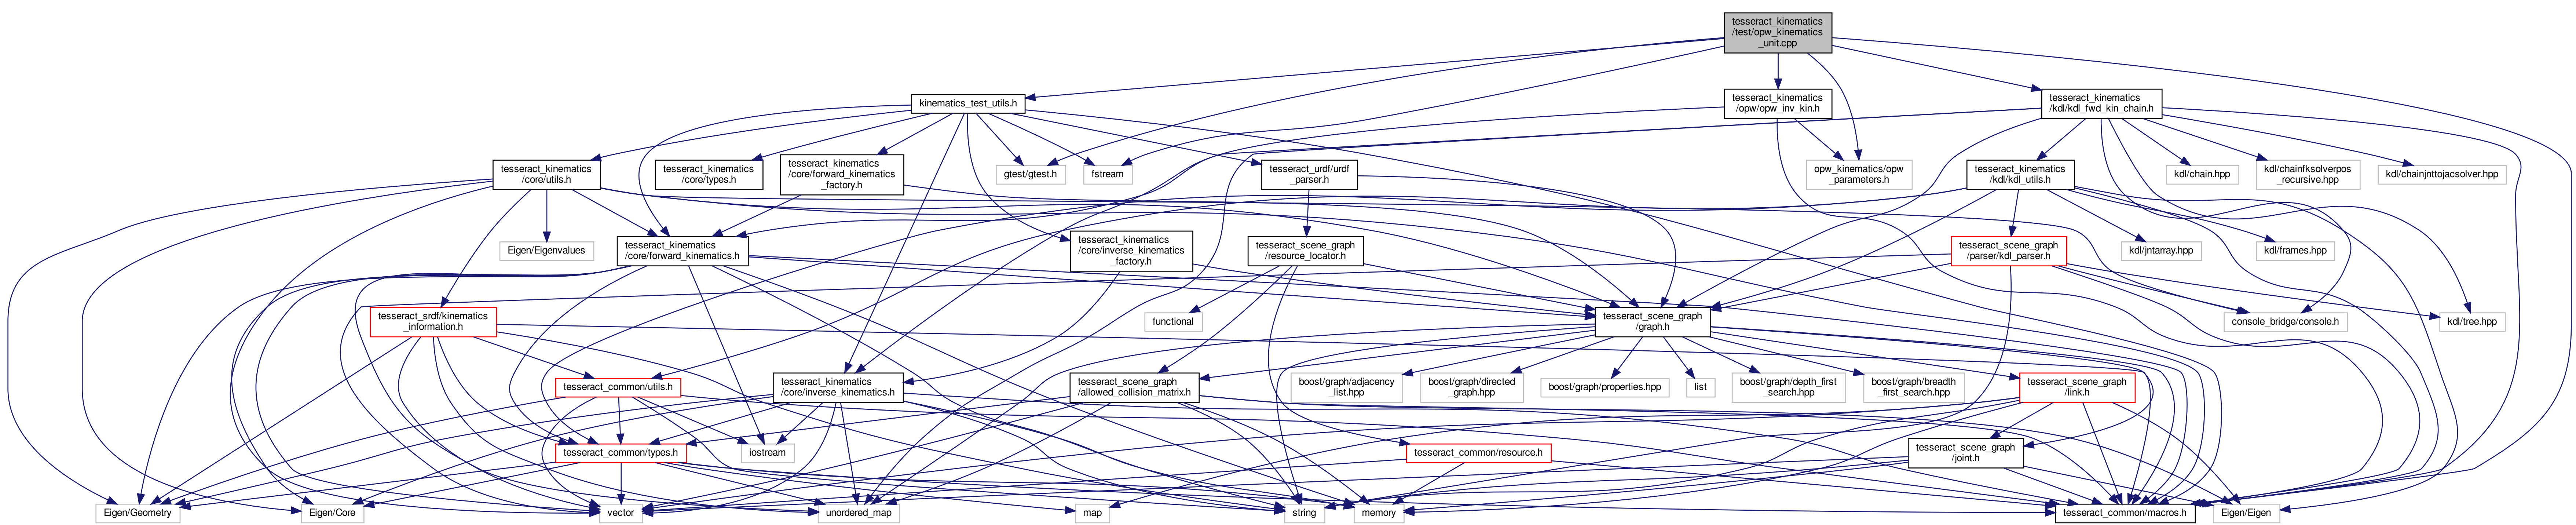 tesseract_kinematics
/test/opw_kinematics
_unit.cpp
kinematics_test_utils.h
tesseract_kinematics
/opw/opw_inv_kin.h
tesseract_kinematics
/kdl/kdl_fwd_kin_chain.h
tesseract_kinematics
/core/utils.h
tesseract_kinematics
/core/types.h
tesseract_kinematics
/core/forward_kinematics
_factory.h
gtest/gtest.h
fstream
tesseract_urdf/urdf
_parser.h
opw_kinematics/opw
_parameters.h
tesseract_kinematics
/kdl/kdl_utils.h
kdl/chain.hpp
kdl/chainfksolverpos
_recursive.hpp
kdl/chainjnttojacsolver.hpp
Eigen/Eigenvalues
tesseract_kinematics
/core/forward_kinematics.h
tesseract_kinematics
/core/inverse_kinematics
_factory.h
tesseract_scene_graph
/resource_locator.h
tesseract_scene_graph
/parser/kdl_parser.h
kdl/jntarray.hpp
kdl/frames.hpp
tesseract_srdf/kinematics
_information.h
functional
tesseract_scene_graph
/graph.h
console_bridge/console.h
kdl/tree.hpp
tesseract_common/utils.h
tesseract_kinematics
/core/inverse_kinematics.h
tesseract_scene_graph
/allowed_collision_matrix.h
boost/graph/adjacency
_list.hpp
boost/graph/directed
_graph.hpp
boost/graph/properties.hpp
list
boost/graph/depth_first
_search.hpp
boost/graph/breadth
_first_search.hpp
tesseract_scene_graph
/link.h
tesseract_common/types.h
iostream
tesseract_common/resource.h
tesseract_scene_graph
/joint.h
Eigen/Geometry
Eigen/Core
vector
unordered_map
map
string
memory
tesseract_common/macros.h
Eigen/Eigen